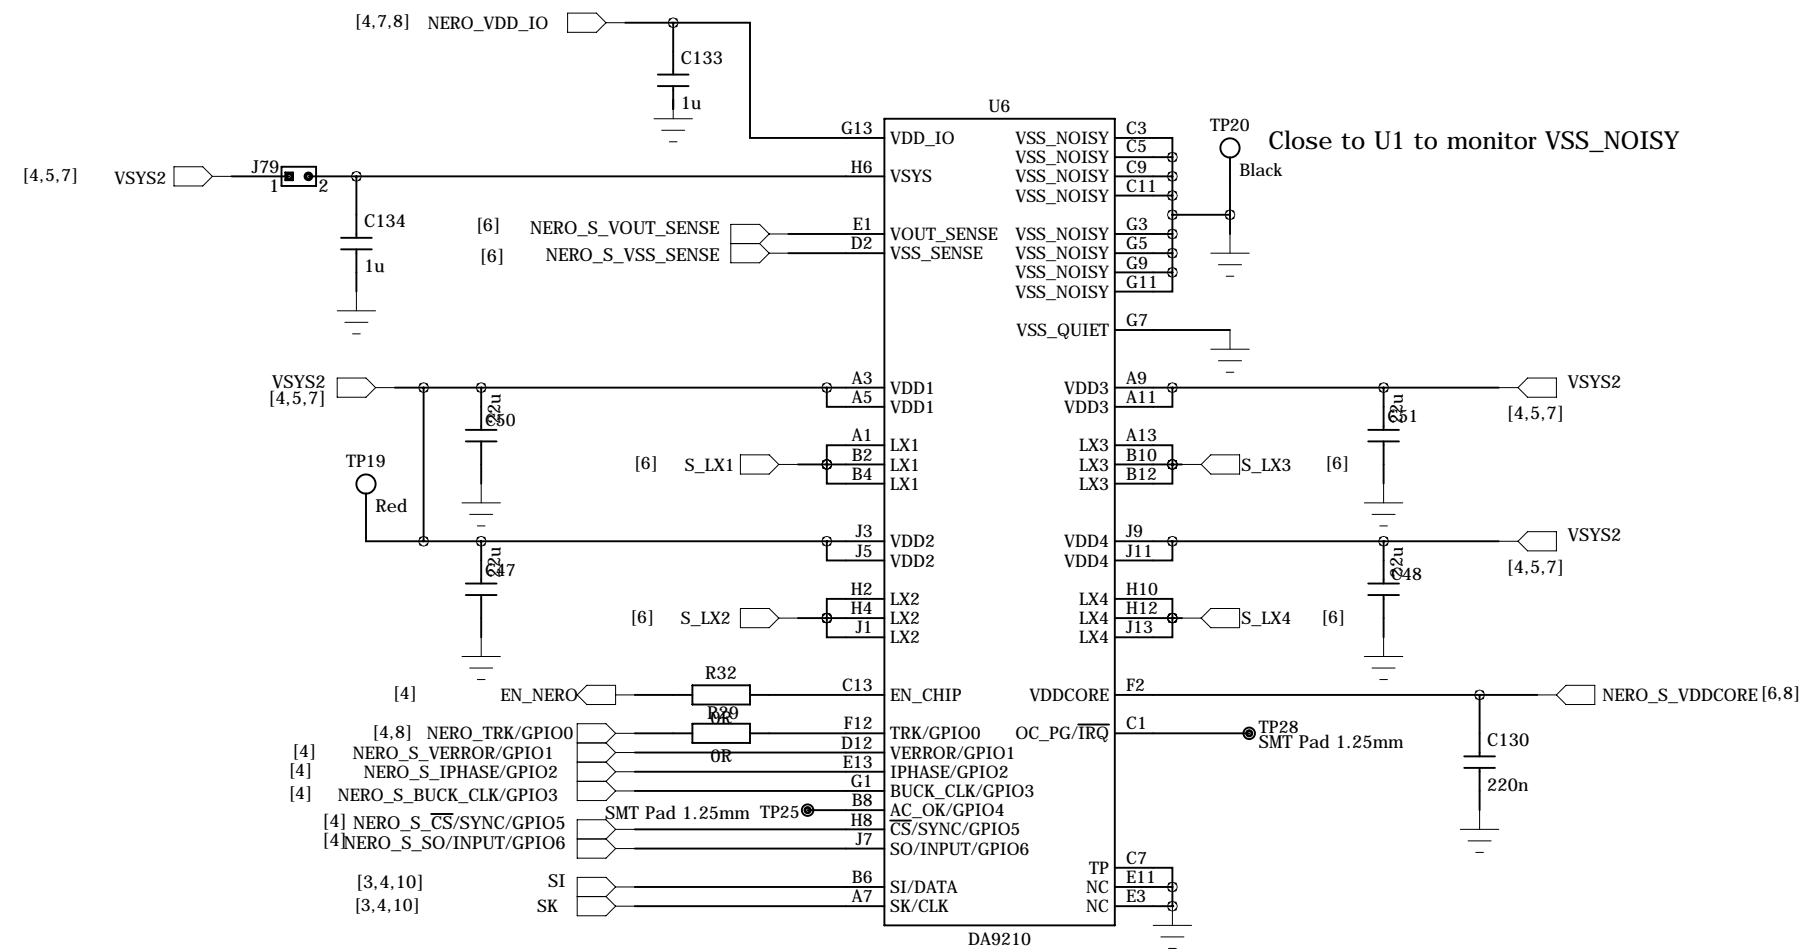 [4,7,8] NERO_VDD_IO
C133
1u
U6
G13 VDD_IO VSS_NOISY C3
TP20
Close to U1 to monitor VSS_NOISY
VSS_NOISY C5
[4,5,7] VSYS2 J79 1 2 H6 VSYS VSS_NOISY C9
Black
VSS_NOISY C11
C134
1u
[6] NERO_S_VOUT_SENSE E1 VOUT_SENSE VSS_NOISY G3
[6] NERO_S_VSS_SENSE D2 VSS_SENSE VSS_NOISY G5
VSS_NOISY G9
VSS_NOISY G11
VSS_QUIET G7
VSYS2 A3 VDD1 VDD3 A9 VSYS2
[4,5,7] A5 VDD1 VDD3 A11 [4,5,7]
22u C50
22u C51
A1 LX1 LX3 A13
[6] S_LX1 B2 LX1 LX3 B10 S_LX3 [6]
B4 LX1 LX3 B12
TP19
Red
J3 VDD2 VDD4 J9 VSYS2
J5 VDD2 VDD4 J11 [4,5,7]
22u C47
22u C48
H2 LX2 LX4 H10
[6] S_LX2 H4 LX2 LX4 H12 S_LX4 [6]
J1 LX2 LX4 J13
R32
[4] EN_NERO C13 EN_CHIP VDDCORE F2 NERO_S_VDDCORE [6,8]
0R
R29
[4,8] NERO_TRK/GPIO0 F12 TRK/GPIO0 OC_PG/IRQ C1 TP28
SMT Pad 1.25mm
0R
[4] NERO_S_VERROR/GPIO1 D12 VERROR/GPIO1
C130
220n
[4] NERO_S_IPHASE/GPIO2 E13 IPHASE/GPIO2
[4] NERO_S_BUCK_CLK/GPIO3 G1 BUCK_CLK/GPIO3
SMT Pad 1.25mm TP25 B8 AC_OK/GPIO4
[4] NERO_S_CS/SYNC/GPIO5 H8 CS/SYNC/GPIO5
[4] NERO_S_SO/INPUT/GPIO6 J7 SO/INPUT/GPIO6
TP C7
[3,4,10] SI B6 SI/DATA NC E11
[3,4,10] SK A7 SK/CLK NC E3
DA9210